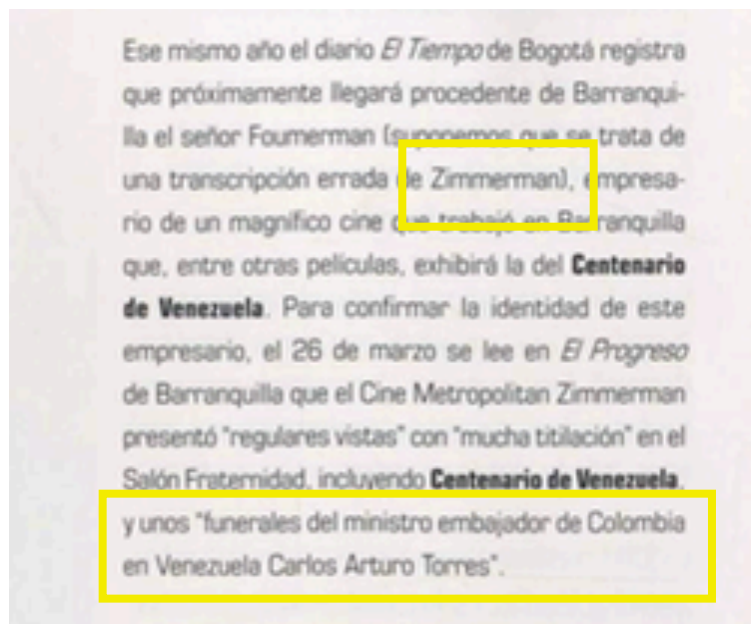 Ese mismo año el diario El Tiempo de Bogotá registra
que próximamente llegará procedente de Barranqui-
lla el señor Foumerman (suponemos que se trata de
una transcripción errada de Zimmerman), empresa-
rio de un magnífico cine que trabajó en Barranquilla
que, entre otras películas, exhibirá la del Centenario
de Venezuela. Para confirmar la identidad de este
empresario, el 26 de marzo se lee en El Progreso
de Barranquilla que el Cine Metropolitan Zimmerman
presentó "regulares vistas" con "mucha titilación" en el
Salón Fraternidad, incluyendo Centenario de Venezuela,
y unos "funerales del ministro embajador de Colombia
en Venezuela Carlos Arturo Torres".